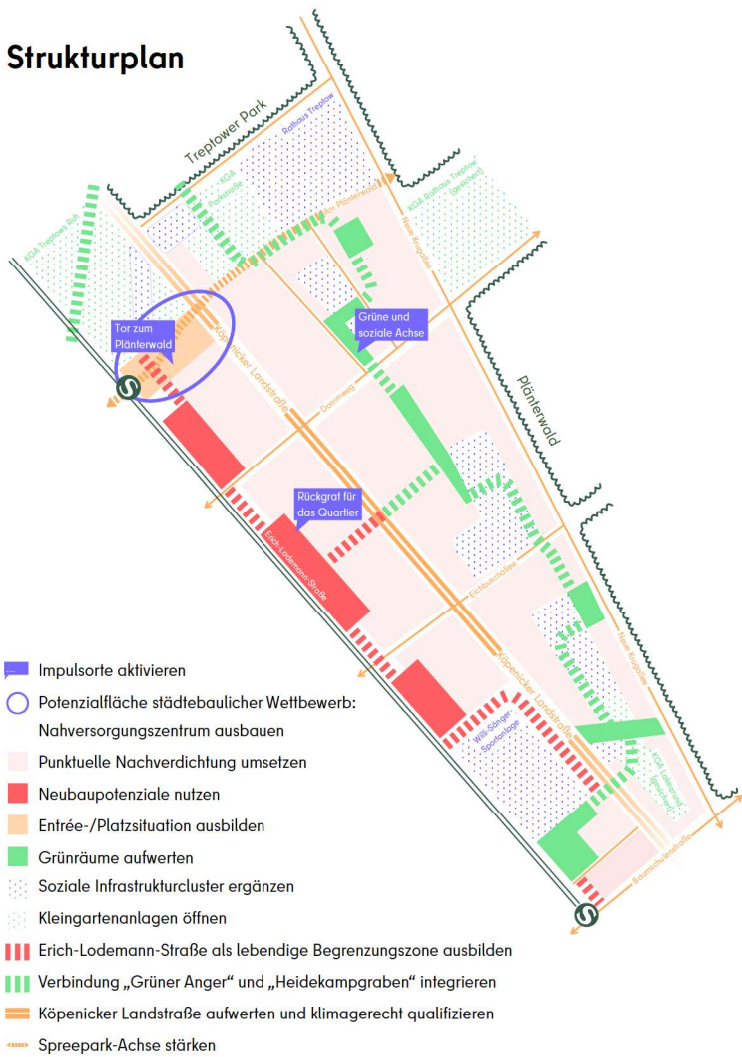 Strukturplan
Treptower Park
Rathaus Treptow
KGA
Parkstraße
KGA Treptows Ruh
Am Plänterwald
KGA Rathaus Treptow
(gesichert)
Neue Krugallee
Tor zum
Plänterwald
Grüne und
soziale Achse
S
Köpenicker Landstraße
Dammweg
Plänterwald
Rückgrat für
das Quartier
Erich-Lodemann-Straße
Eichbuschallee
Neue Krugallee
Köpenicker Landstraße
Willi-Sänger-
Sportanlage
KGA Lakegrund
(gesichert)
Baumschulenstraße
S
Impulsorte aktivieren
Potenzialfläche städtebaulicher Wettbewerb:
Nahversorgungszentrum ausbauen
Punktuelle Nachverdichtung umsetzen
Neubaupotenziale nutzen
Entrée-/Platzsituation ausbilden
Grünräume aufwerten
Soziale Infrastrukturcluster ergänzen
Kleingartenanlagen öffnen
Erich-Lodemann-Straße als lebendige Begrenzungszone ausbilden
Verbindung „Grüner Anger“ und „Heidekampgraben“ integrieren
Köpenicker Landstraße aufwerten und klimagerecht qualifizieren
Spreepark-Achse stärken